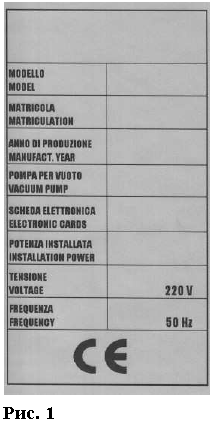 MODELLO
MODEL
MATRICOLA
MATRICULATION
ANNO DI PRODUZIONE
MANUFACT. YEAR
POMPA PER VUOTO
VACUUM PUMP
SCHEDA ELETTRONICA
ELECTRONIC CARDS
POTENZA INSTALLATA
INSTALLATION POWER
TENSIONE
VOLTAGE 220 V
FREQUENZA
FREQUENCY 50 Hz
CE
Рис. 1